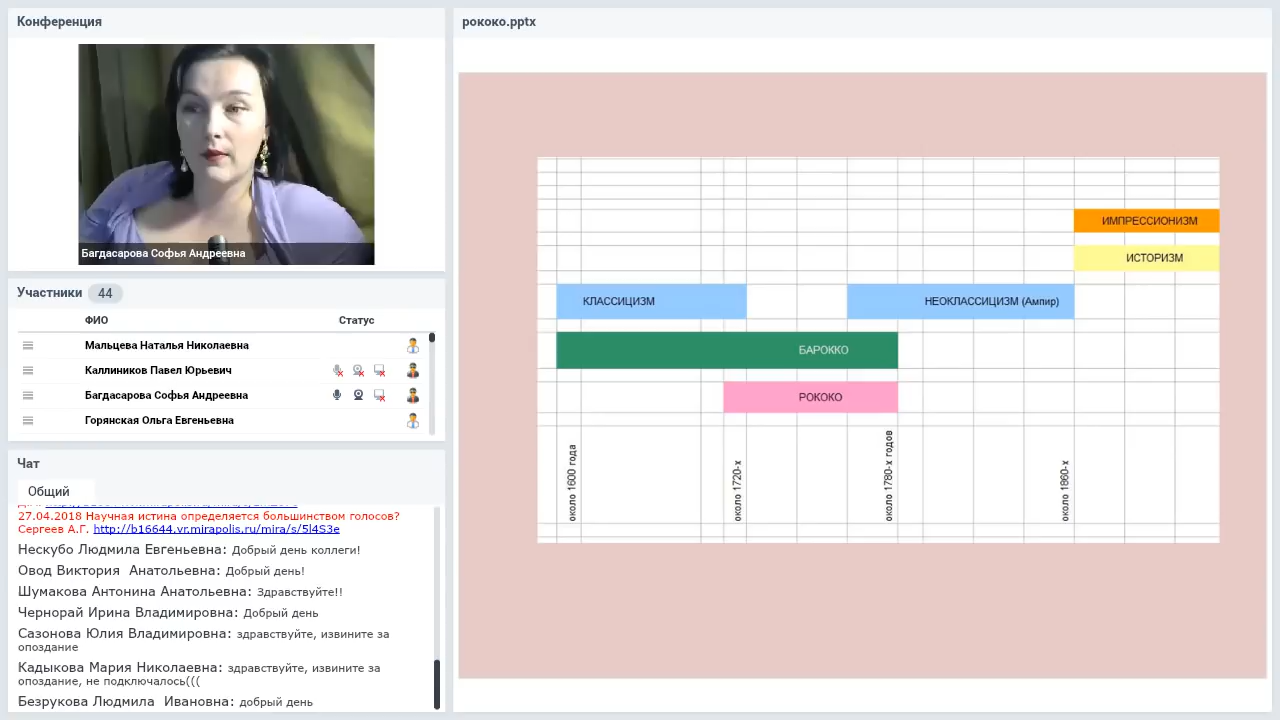 Конференция
Багдасарова Софья Андреевна
Участники 44
ФИО Статус
Мальцева Наталья Николаевна
Каллиников Павел Юрьевич
Багдасарова Софья Андреевна
Горянская Ольга Евгеньевна
Чат
Общий
27.04.2018 Научная истина определяется большинством голосов?
Сергеев А.Г. http://b16644.vr.mirapolis.ru/mira/s/5l4S3e
Нескубо Людмила Евгеньевна: Добрый день коллеги!
Овод Виктория Анатольевна: Добрый день!
Шумакова Антонина Анатольевна: Здравствуйте!!
Чернорай Ирина Владимировна: Добрый день
Сазонова Юлия Владимировна: здравствуйте, извините за
опоздание
Кадыкова Мария Николаевна: здравствуйте, извините за
опоздание, не подключалось(((
Безрукова Людмила Ивановна: добрый день
рококо.pptx
ИМПРЕССИОНИЗМ
ИСТОРИЗМ
КЛАССИЦИЗМ
НЕОКЛАССИЦИЗМ (Ампир)
БАРОККО
РОКОКО
около 1600 года
около 1720-х
около 1780-х годов
около 1860-х